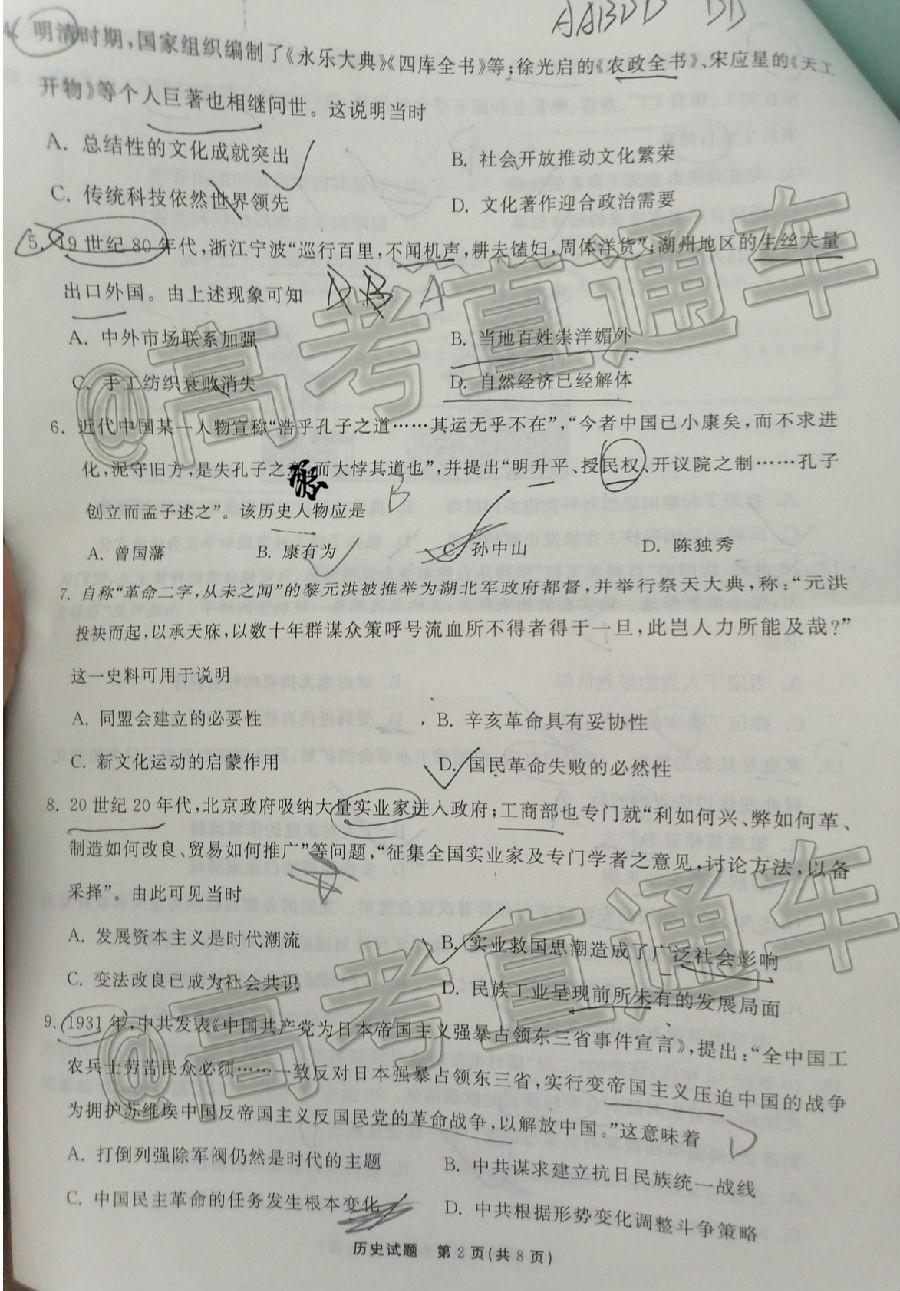 AABDD BD
4. 明清时期，国家组织编制了《永乐大典》《四库全书》等；徐光启的《农政全书》、宋应星的《天工
开物》等个人巨著也相继问世。这说明当时
A. 总结性的文化成就突出 B. 社会开放推动文化繁荣
C. 传统科技依然世界领先 D. 文化著作迎合政治需要
5. 19世纪80年代，浙江宁波“巡行百里，不闻机声，耕夫馌妇，周体洋货”；湖州地区的生丝大量
出口外国。由上述现象可知 A
A. 中外市场联系加强 B. 当地百姓崇洋媚外
C. 手工纺织衰败消失 D. 自然经济已经解体
6. 近代中国某一人物宣称“浩乎孔子之道……其运无乎不在”，“今者中国已小康矣，而不求进
化，泥守旧方，是失孔子之 而大悖其道也”，并提出“明升平、授民权、开议院之制……孔子
创立而孟子述之”。该历史人物应是 B
A. 曾国藩 B. 康有为 C. 孙中山 D. 陈独秀
7. 自称“革命二字，从未之闻”的黎元洪被推举为湖北军政府都督，并举行祭天大典，称：“元洪
投袂而起，以承天庥，以数十年群谋众策呼号流血所不得者得于一旦，此岂人力所能及哉？”
这一史料可用于说明
A. 同盟会建立的必要性 B. 辛亥革命具有妥协性
C. 新文化运动的启蒙作用 D. 国民革命失败的必然性
8. 20世纪20年代，北京政府吸纳大量实业家进入政府；工商部也专门就“利如何兴、弊如何革、
制造如何改良、贸易如何推广”等问题，“征集全国实业家及专门学者之意见，讨论方法，以备
采择”。由此可见当时
A. 发展资本主义是时代潮流 B. 实业救国思潮造成了广泛社会影响
C. 变法改良已成为社会共识 D. 民族工业呈现前所未有的发展局面
9. 1931年，中共发表《中国共产党为日本帝国主义强暴占领东三省事件宣言》，提出：“全中国工
农兵士劳苦民众必须……一致反对日本强暴占领东三省，实行变帝国主义压迫中国的战争
为拥护苏维埃中国反帝国主义反国民党的革命战争，以解放中国。”这意味着 D
A. 打倒列强除军阀仍然是时代的主题 B. 中共谋求建立抗日民族统一战线
C. 中国民主革命的任务发生根本变化 D. 中共根据形势变化调整斗争策略
历史试题 第2页（共8页）
@高考直通车
@高考直通车